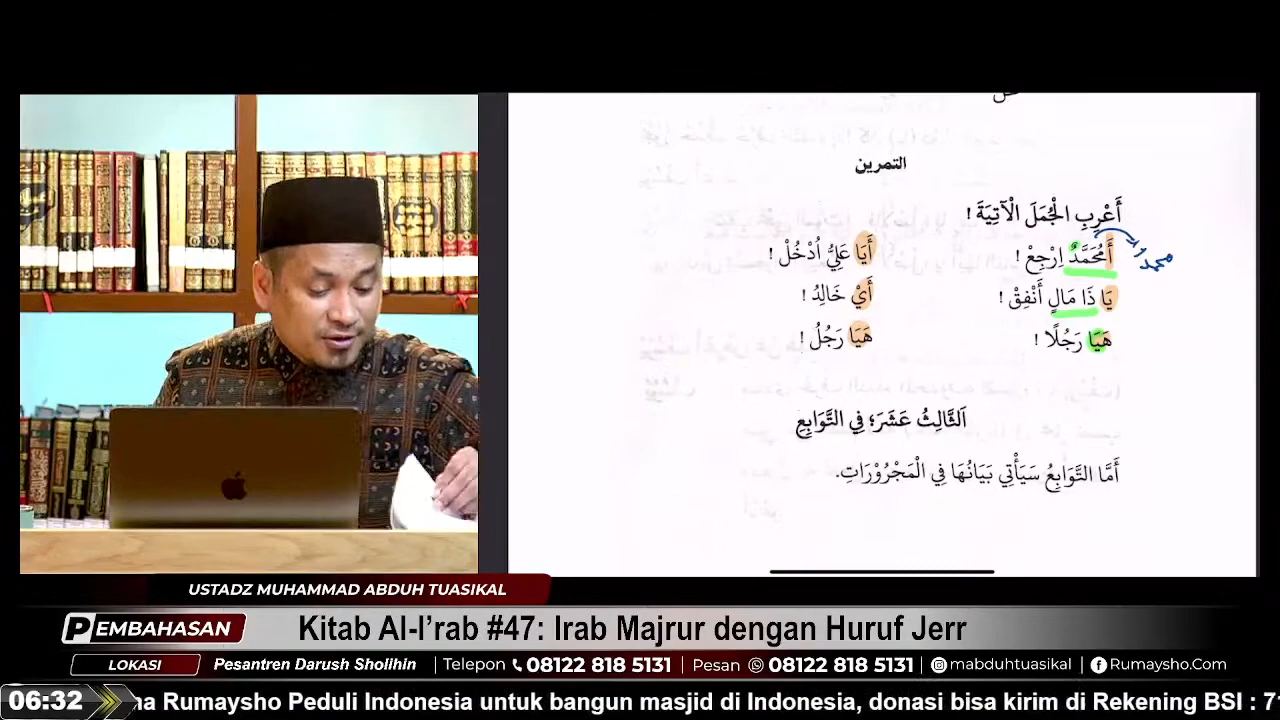 التمرين
أَعْرِبِ الْجُمَلَ الْآتِيَةَ !
أَمُحَمَّدٌ اِرْجِعْ !
أَيَا عَلِيُّ اُدْخُلْ !
محمد
يَا ذَا مَالٍ أَنْفِقْ !
أَيْ خَالِدُ !
هَيَا رَجُلًا !
هَيَا رَجُلُ !
اَلثَّالِثُ عَشَرَ؛ فِي التَّوَابِعِ
أَمَّا التَّوَابِعُ سَيَأْتِي بَيَانُهَا فِي الْمَجْرُوْرَاتِ.
USTADZ MUHAMMAD ABDUH TUASIKAL
PEMBAHASAN
Kitab Al-I’rab #47: Irab Majrur dengan Huruf Jerr
LOKASI
Pesantren Darush Sholihin | Telepon 08122 818 5131 | Pesan 08122 818 5131 | mabduhtuasikal | Rumaysho.Com
06:32
na Rumaysho Peduli Indonesia untuk bangun masjid di Indonesia, donasi bisa kirim di Rekening BSI : 7